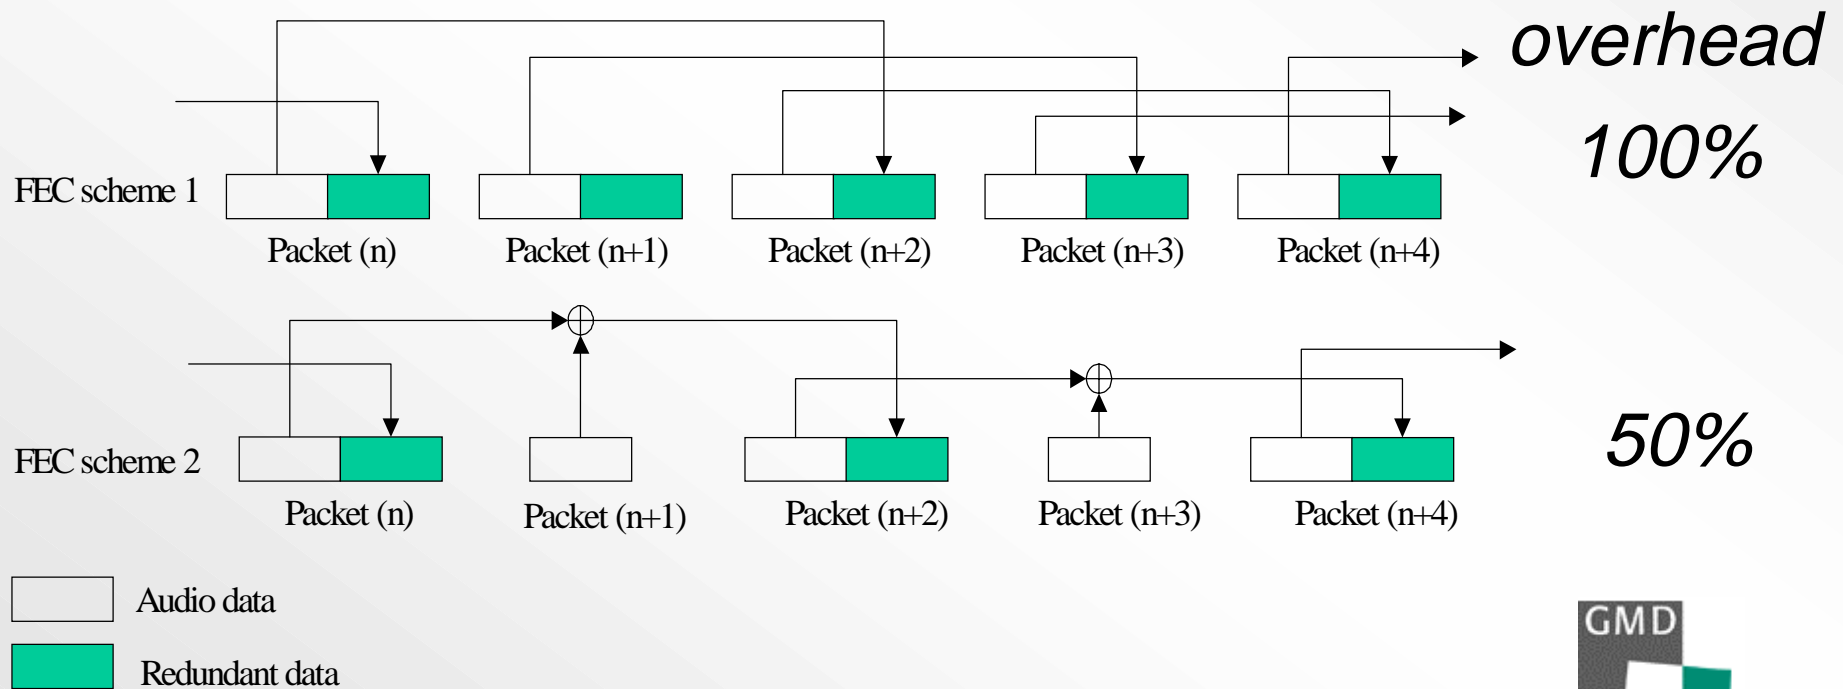 overhead
100%
FEC scheme 1
Packet (n) Packet (n+1) Packet (n+2) Packet (n+3) Packet (n+4)
FEC scheme 2
50%
Packet (n) Packet (n+1) Packet (n+2) Packet (n+3) Packet (n+4)
Audio data
Redundant data
GMD